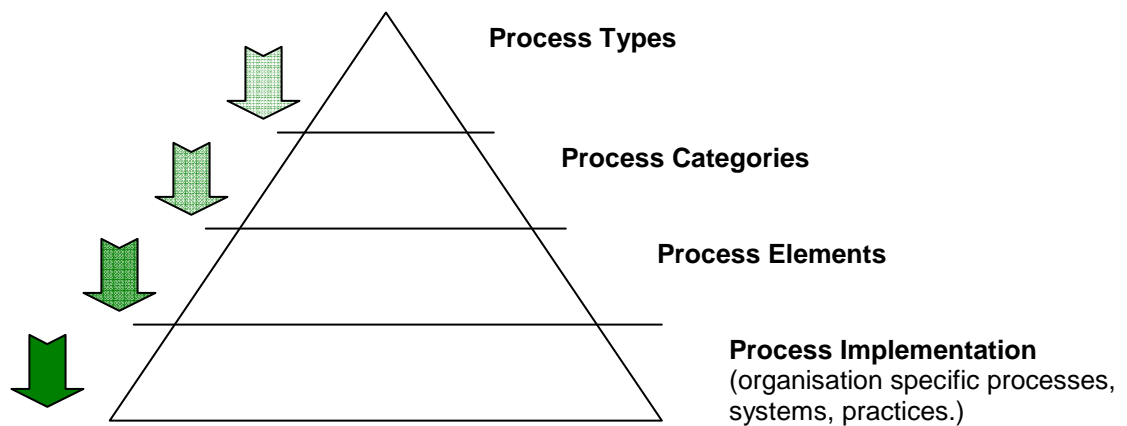 Process Types
Process Categories
Process Elements
Process Implementation
(organisation specific processes,
systems, practices.)